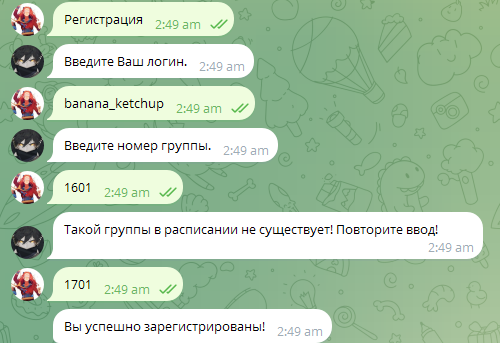 Регистрация 2:49 am
Введите Ваш логин. 2:49 am
banana_ketchup 2:49 am
Введите номер группы. 2:49 am
1601 2:49 am
Такой группы в расписании не существует! Повторите ввод!
2:49 am
1701 2:49 am
Вы успешно зарегистрированы! 2:49 am